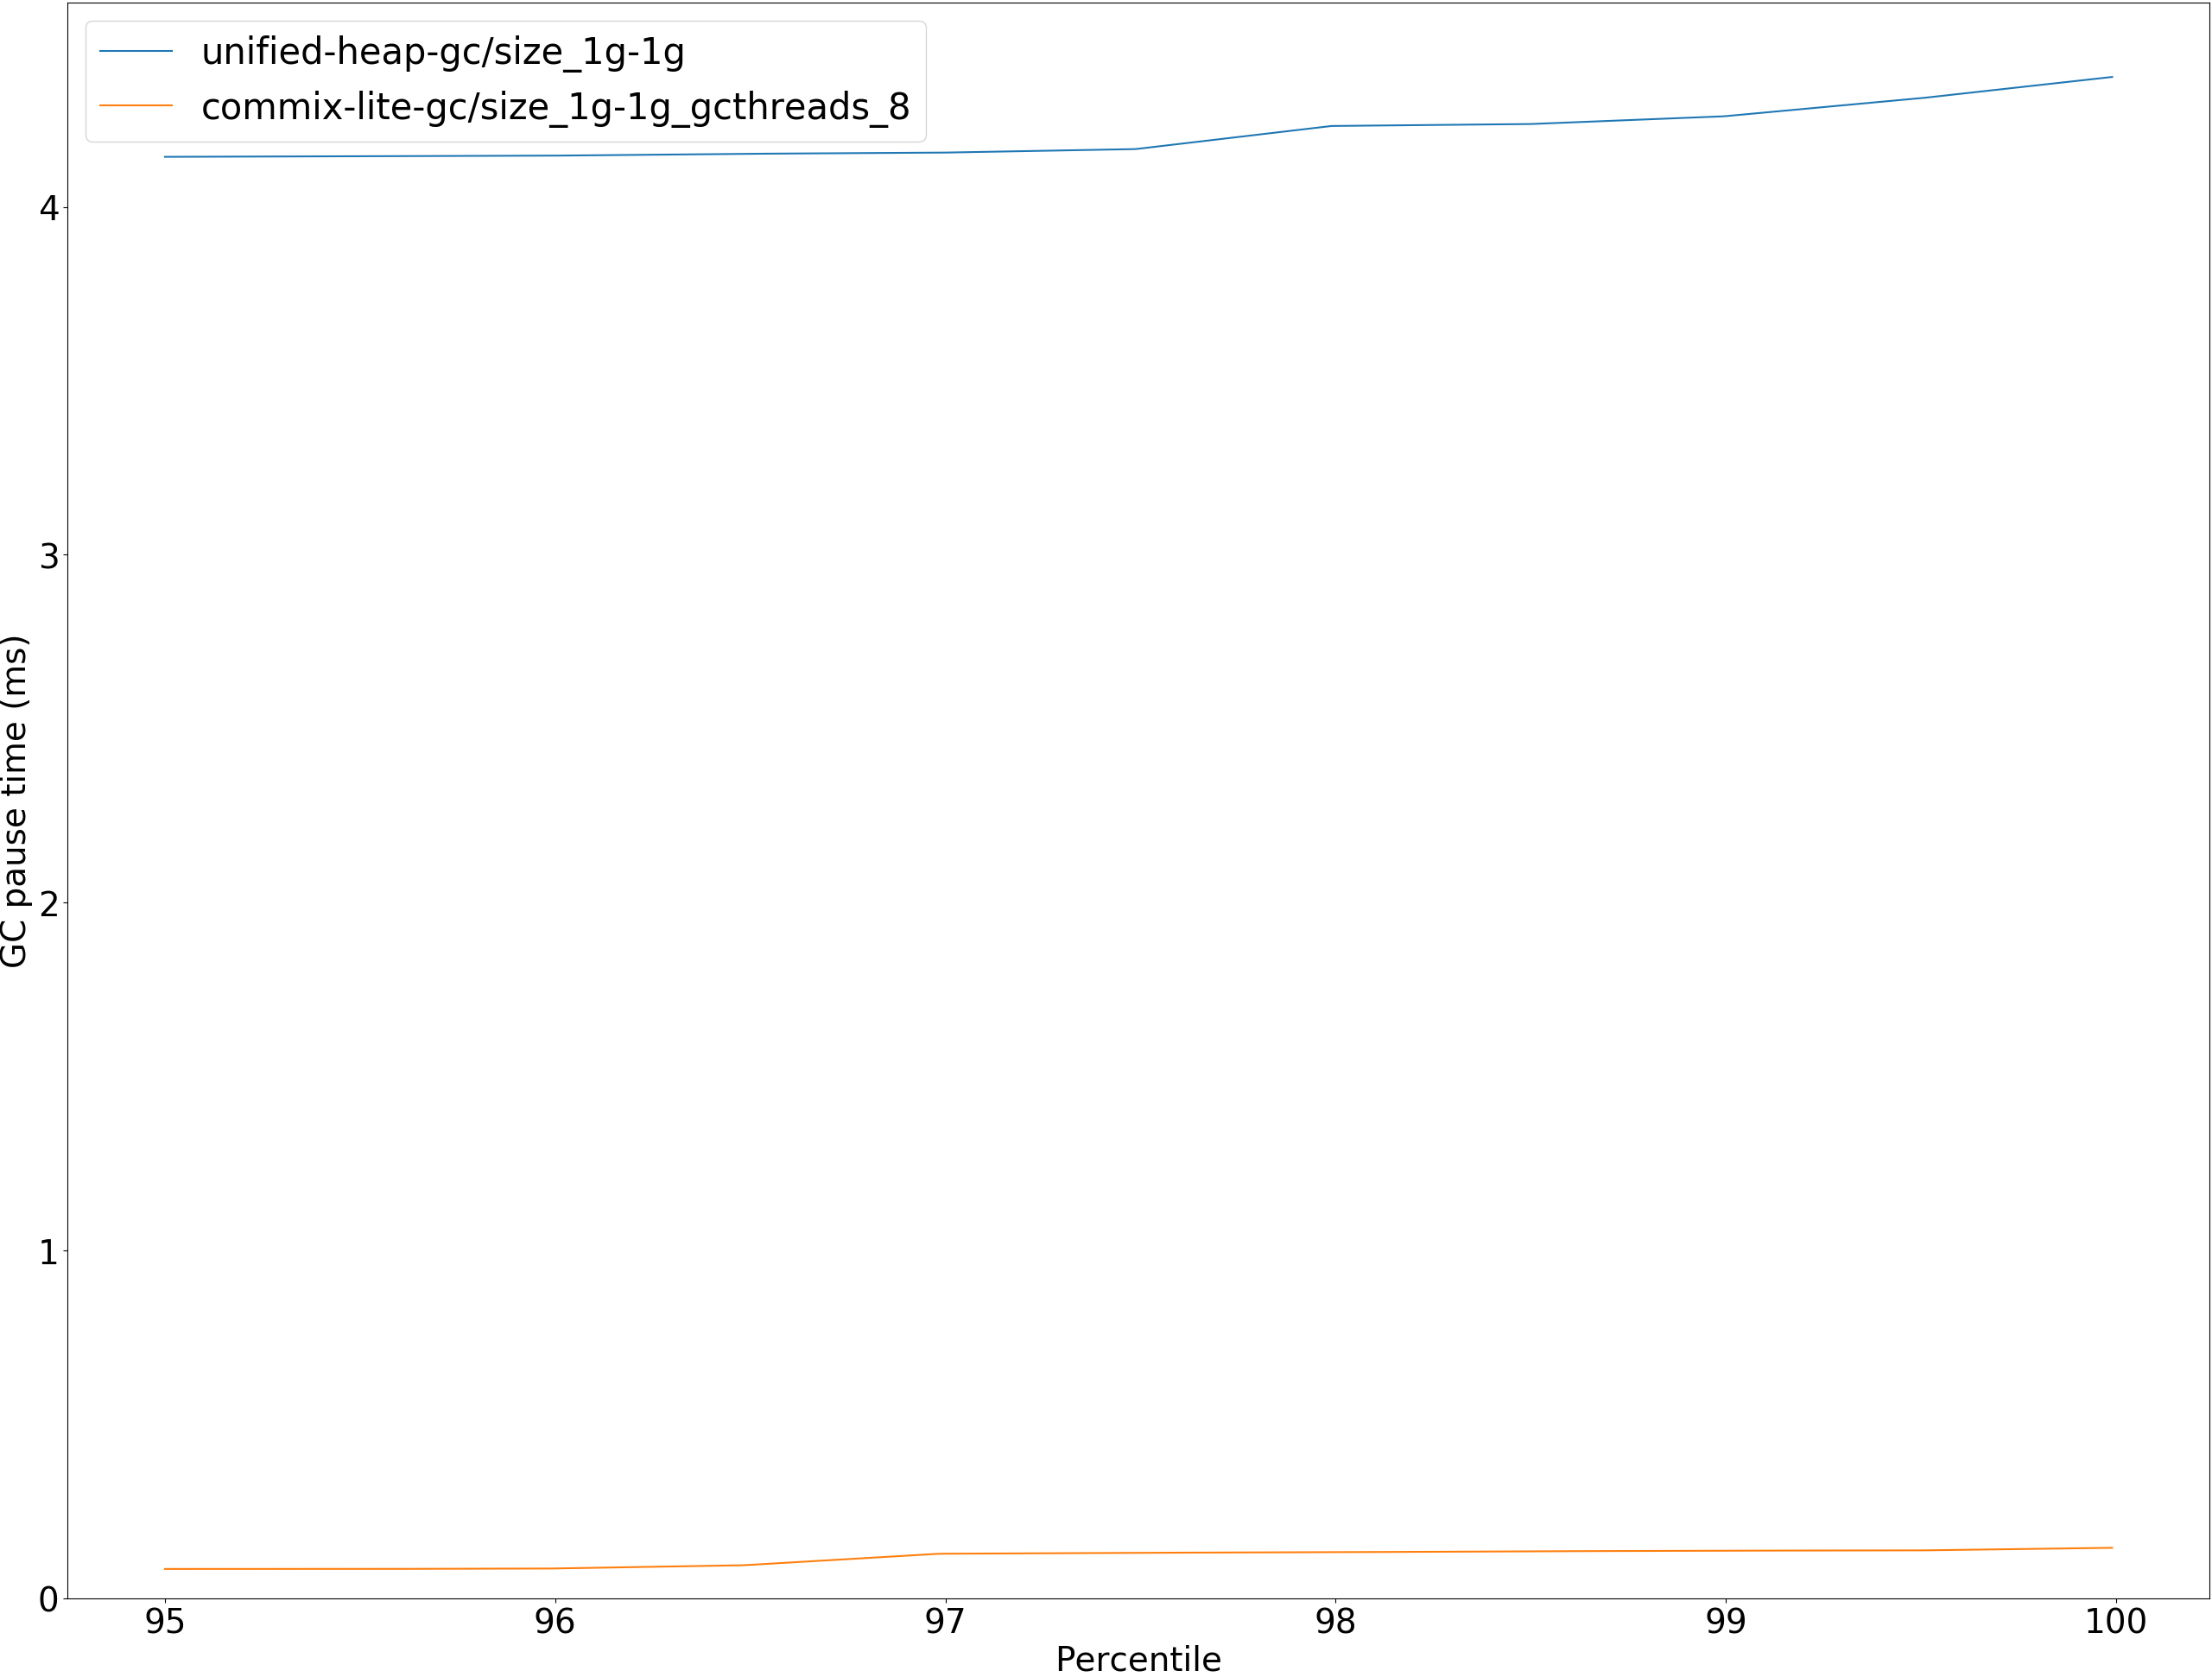 unified-heap-gc/size_1g-1g
commix-lite-gc/size_1g-1g_gcthreads_8
GC pause time (ms)
4
3
2
1
0
95 96 97 98 99 100
Percentile